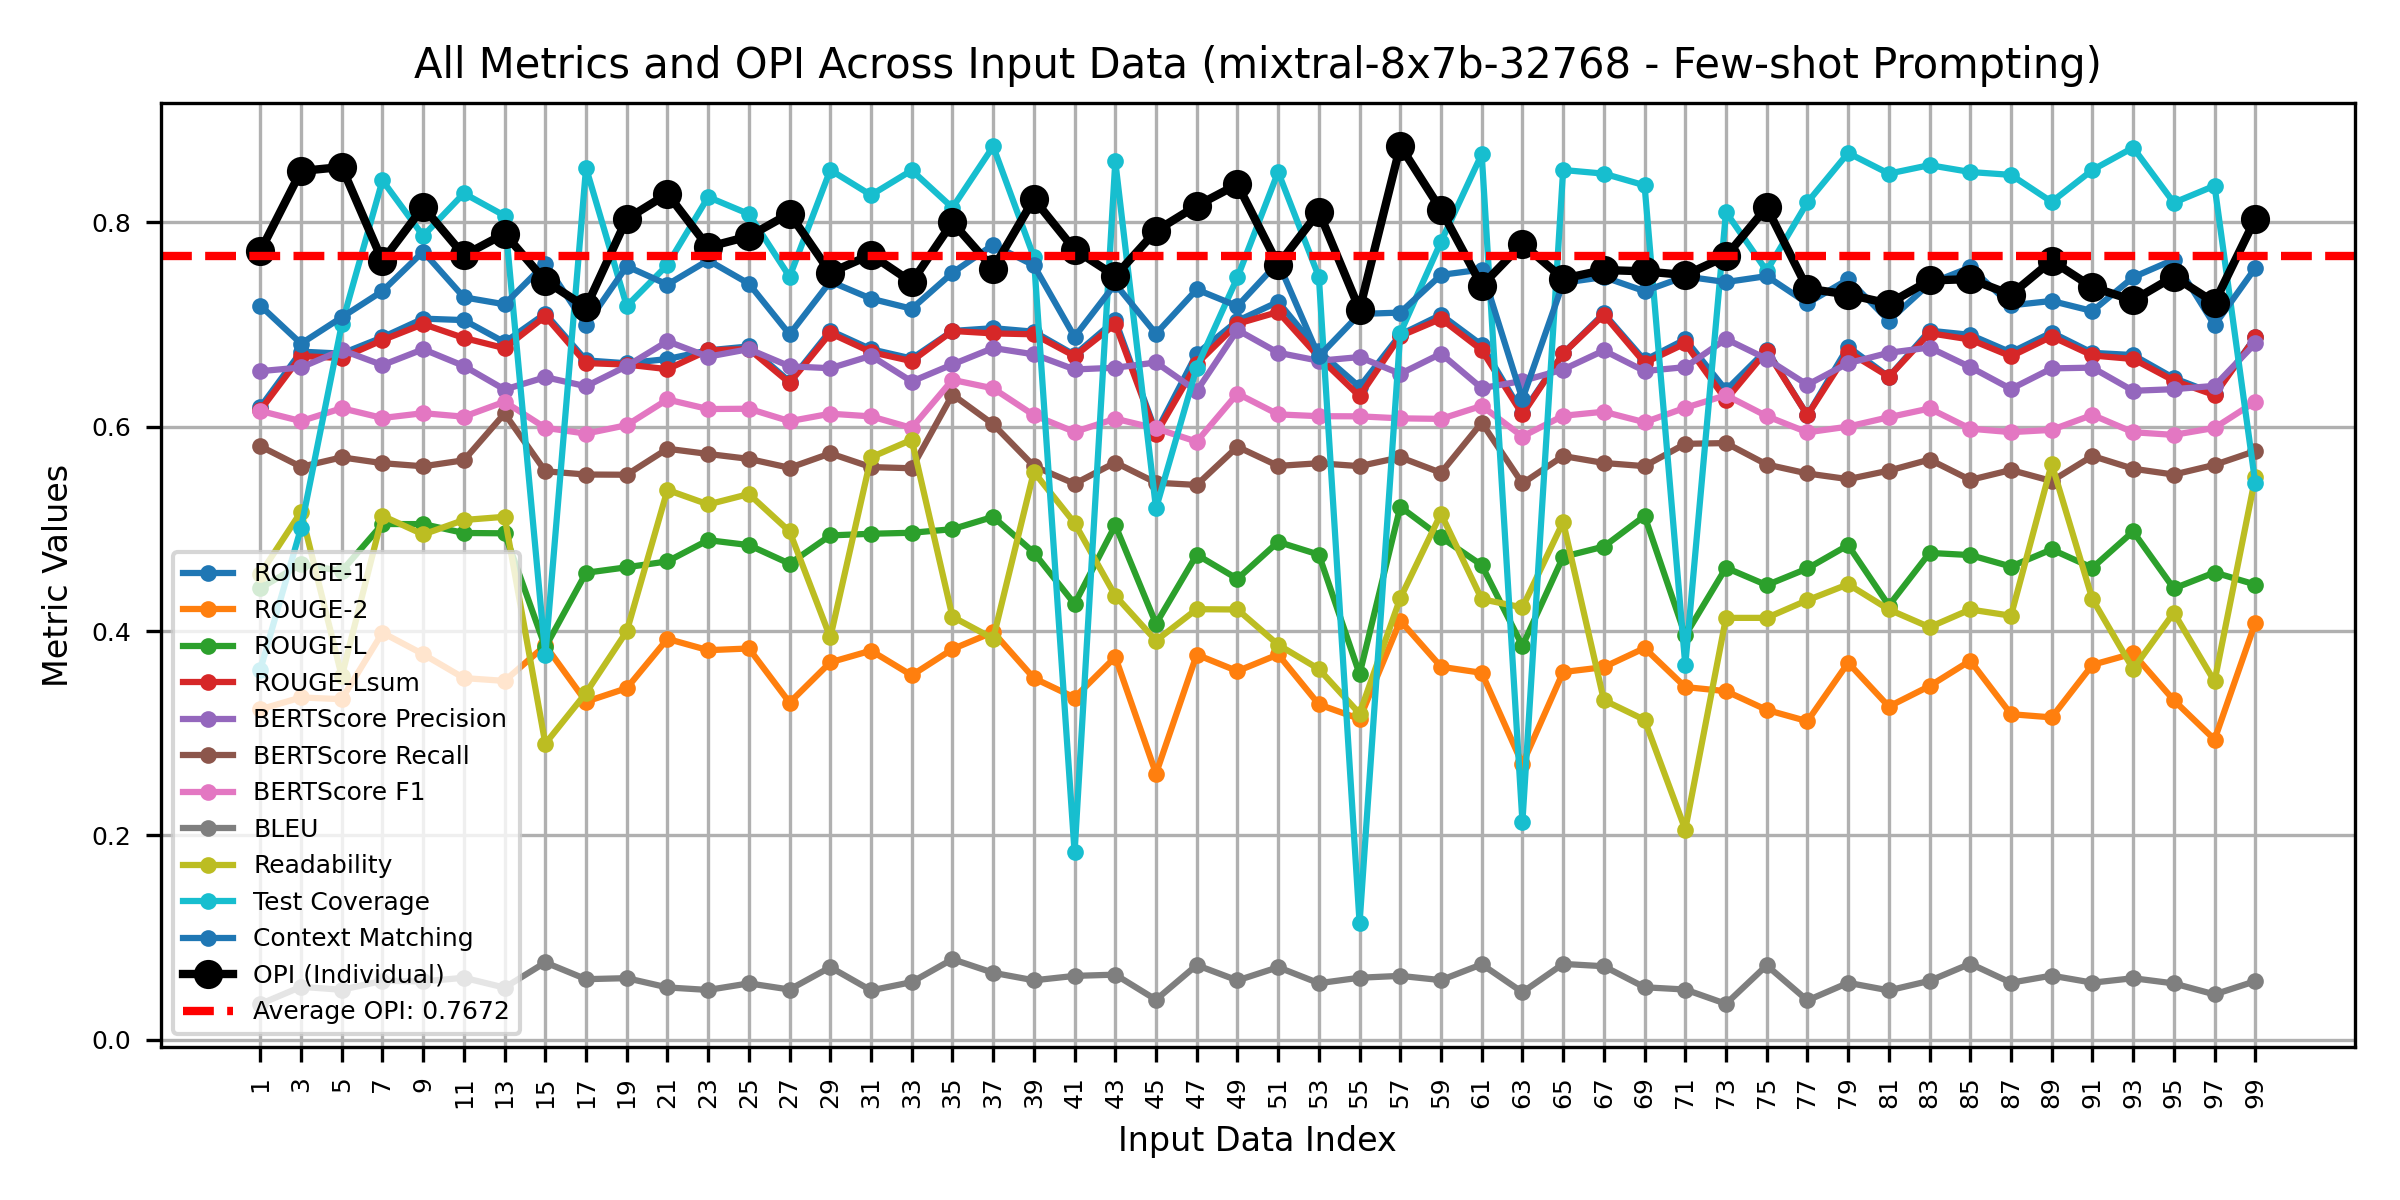 All Metrics and OPI Across Input Data (mixtral-8x7b-32768 - Few-shot Prompting)
Metric Values
0.8
0.6
0.4
0.2
0.0
ROUGE-1
ROUGE-2
ROUGE-L
ROUGE-Lsum
BERTScore Precision
BERTScore Recall
BERTScore F1
BLEU
Readability
Test Coverage
Context Matching
OPI (Individual)
Average OPI: 0.7672
1 3 5 7 9 11 13 15 17 19 21 23 25 27 29 31 33 35 37 39 41 43 45 47 49 51 53 55 57 59 61 63 65 67 69 71 73 75 77 79 81 83 85 87 89 91 93 95 97 99
Input Data Index